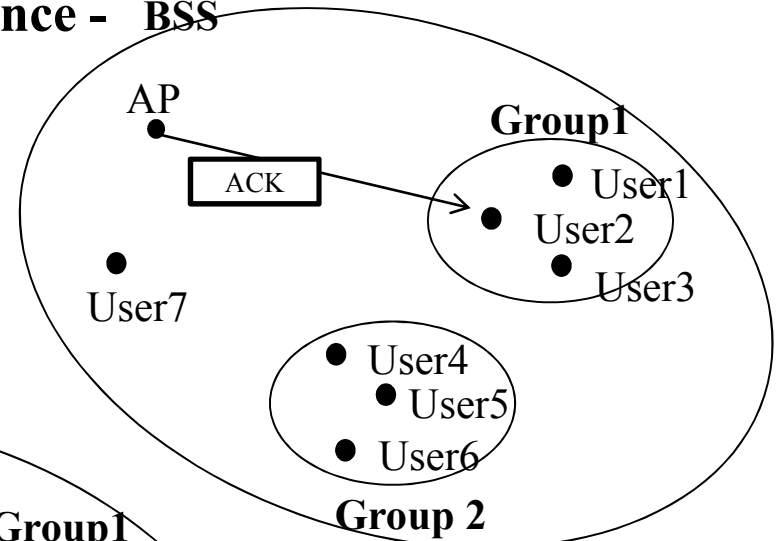 nce - BSS
AP
Group1
ACK
User1
User2
User3
User7
User4
User5
User6
Group 2
Group1